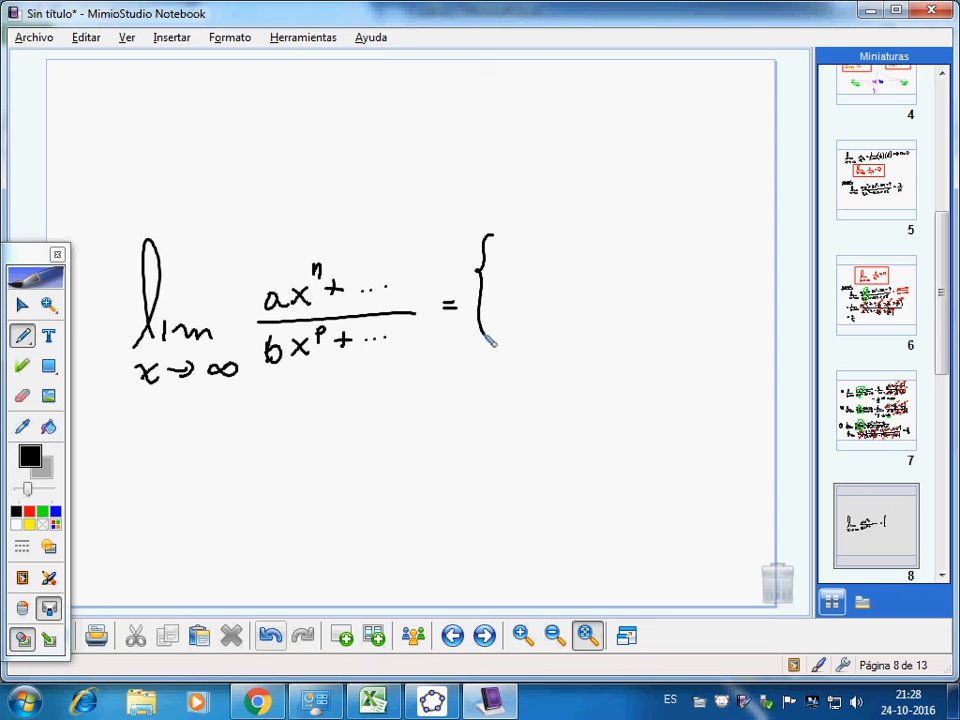 Sin título* - MimioStudio Notebook
Archivo Editar Ver Insertar Formato Herramientas Ayuda
Miniaturas
4
5
6
7
8
lim ax^n + ... =
x → ∞ bx^p + ...
Página 8 de 13
ES
21:28
24-10-2016